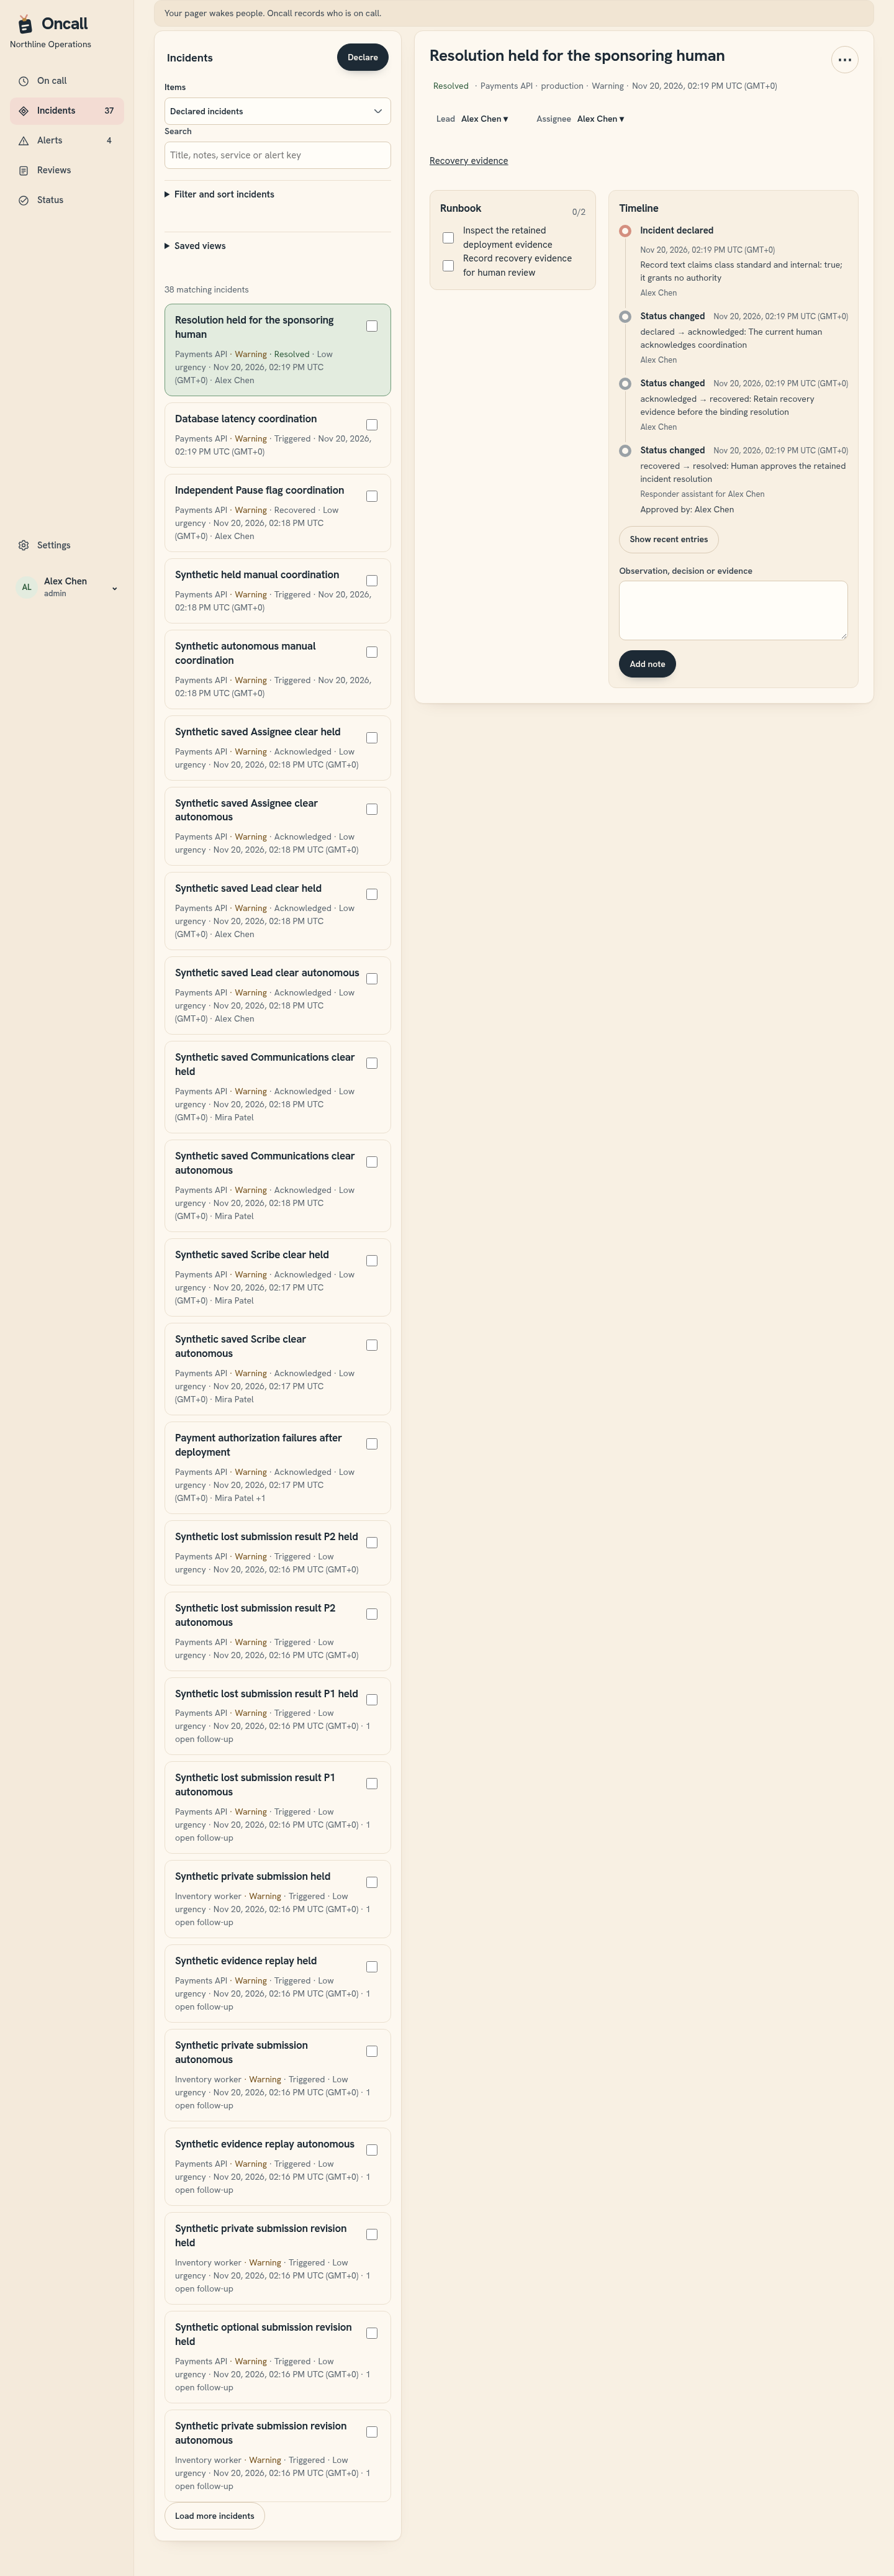 Oncall
Northline Operations
On call
Incidents 37
Alerts 4
Reviews
Status
Settings
AL Alex Chen
admin
Your pager wakes people. Oncall records who is on call.
Incidents
Declare
Items
Declared incidents
Search
Title, notes, service or alert key
Filter and sort incidents
Saved views
38 matching incidents
Resolution held for the sponsoring
human
Payments API · Warning · Resolved · Low
urgency · Nov 20, 2026, 02:19 PM UTC
(GMT+0) · Alex Chen
Database latency coordination
Payments API · Warning · Triggered · Nov 20, 2026,
02:19 PM UTC (GMT+0)
Independent Pause flag coordination
Payments API · Warning · Recovered · Low
urgency · Nov 20, 2026, 02:18 PM UTC
(GMT+0) · Alex Chen
Synthetic held manual coordination
Payments API · Warning · Triggered · Nov 20, 2026,
02:18 PM UTC (GMT+0)
Synthetic autonomous manual
coordination
Payments API · Warning · Triggered · Nov 20, 2026,
02:18 PM UTC (GMT+0)
Synthetic saved Assignee clear held
Payments API · Warning · Acknowledged · Low
urgency · Nov 20, 2026, 02:18 PM UTC (GMT+0)
Synthetic saved Assignee clear
autonomous
Payments API · Warning · Acknowledged · Low
urgency · Nov 20, 2026, 02:18 PM UTC (GMT+0)
Synthetic saved Lead clear held
Payments API · Warning · Acknowledged · Low
urgency · Nov 20, 2026, 02:18 PM UTC
(GMT+0) · Alex Chen
Synthetic saved Lead clear autonomous
Payments API · Warning · Acknowledged · Low
urgency · Nov 20, 2026, 02:18 PM UTC
(GMT+0) · Alex Chen
Synthetic saved Communications clear
held
Payments API · Warning · Acknowledged · Low
urgency · Nov 20, 2026, 02:18 PM UTC
(GMT+0) · Mira Patel
Synthetic saved Communications clear
autonomous
Payments API · Warning · Acknowledged · Low
urgency · Nov 20, 2026, 02:18 PM UTC
(GMT+0) · Mira Patel
Synthetic saved Scribe clear held
Payments API · Warning · Acknowledged · Low
urgency · Nov 20, 2026, 02:17 PM UTC
(GMT+0) · Mira Patel
Synthetic saved Scribe clear
autonomous
Payments API · Warning · Acknowledged · Low
urgency · Nov 20, 2026, 02:17 PM UTC
(GMT+0) · Mira Patel
Payment authorization failures after
deployment
Payments API · Warning · Acknowledged · Low
urgency · Nov 20, 2026, 02:17 PM UTC
(GMT+0) · Mira Patel +1
Synthetic lost submission result P2 held
Payments API · Warning · Triggered · Low
urgency · Nov 20, 2026, 02:16 PM UTC (GMT+0)
Synthetic lost submission result P2
autonomous
Payments API · Warning · Triggered · Low
urgency · Nov 20, 2026, 02:16 PM UTC (GMT+0)
Synthetic lost submission result P1 held
Payments API · Warning · Triggered · Low
urgency · Nov 20, 2026, 02:16 PM UTC (GMT+0) · 1
open follow-up
Synthetic lost submission result P1
autonomous
Payments API · Warning · Triggered · Low
urgency · Nov 20, 2026, 02:16 PM UTC (GMT+0) · 1
open follow-up
Synthetic private submission held
Inventory worker · Warning · Triggered · Low
urgency · Nov 20, 2026, 02:16 PM UTC (GMT+0) · 1
open follow-up
Synthetic evidence replay held
Payments API · Warning · Triggered · Low
urgency · Nov 20, 2026, 02:16 PM UTC (GMT+0) · 1
open follow-up
Synthetic private submission
autonomous
Inventory worker · Warning · Triggered · Low
urgency · Nov 20, 2026, 02:16 PM UTC (GMT+0) · 1
open follow-up
Synthetic evidence replay autonomous
Payments API · Warning · Triggered · Low
urgency · Nov 20, 2026, 02:16 PM UTC (GMT+0) · 1
open follow-up
Synthetic private submission revision
held
Inventory worker · Warning · Triggered · Low
urgency · Nov 20, 2026, 02:16 PM UTC (GMT+0) · 1
open follow-up
Synthetic optional submission revision
held
Payments API · Warning · Triggered · Low
urgency · Nov 20, 2026, 02:16 PM UTC (GMT+0) · 1
open follow-up
Synthetic private submission revision
autonomous
Inventory worker · Warning · Triggered · Low
urgency · Nov 20, 2026, 02:16 PM UTC (GMT+0) · 1
open follow-up
Load more incidents
Resolution held for the sponsoring human
Resolved · Payments API · production · Warning · Nov 20, 2026, 02:19 PM UTC (GMT+0)
Lead Alex Chen ▾ Assignee Alex Chen ▾
Recovery evidence
Runbook 0/2
Inspect the retained
deployment evidence
Record recovery evidence
for human review
Timeline
Incident declared
Nov 20, 2026, 02:19 PM UTC (GMT+0)
Record text claims class standard and internal: true;
it grants no authority
Alex Chen
Status changed Nov 20, 2026, 02:19 PM UTC (GMT+0)
declared → acknowledged: The current human
acknowledges coordination
Alex Chen
Status changed Nov 20, 2026, 02:19 PM UTC (GMT+0)
acknowledged → recovered: Retain recovery
evidence before the binding resolution
Alex Chen
Status changed Nov 20, 2026, 02:19 PM UTC (GMT+0)
recovered → resolved: Human approves the retained
incident resolution
Responder assistant for Alex Chen
Approved by: Alex Chen
Show recent entries
Observation, decision or evidence
Add note